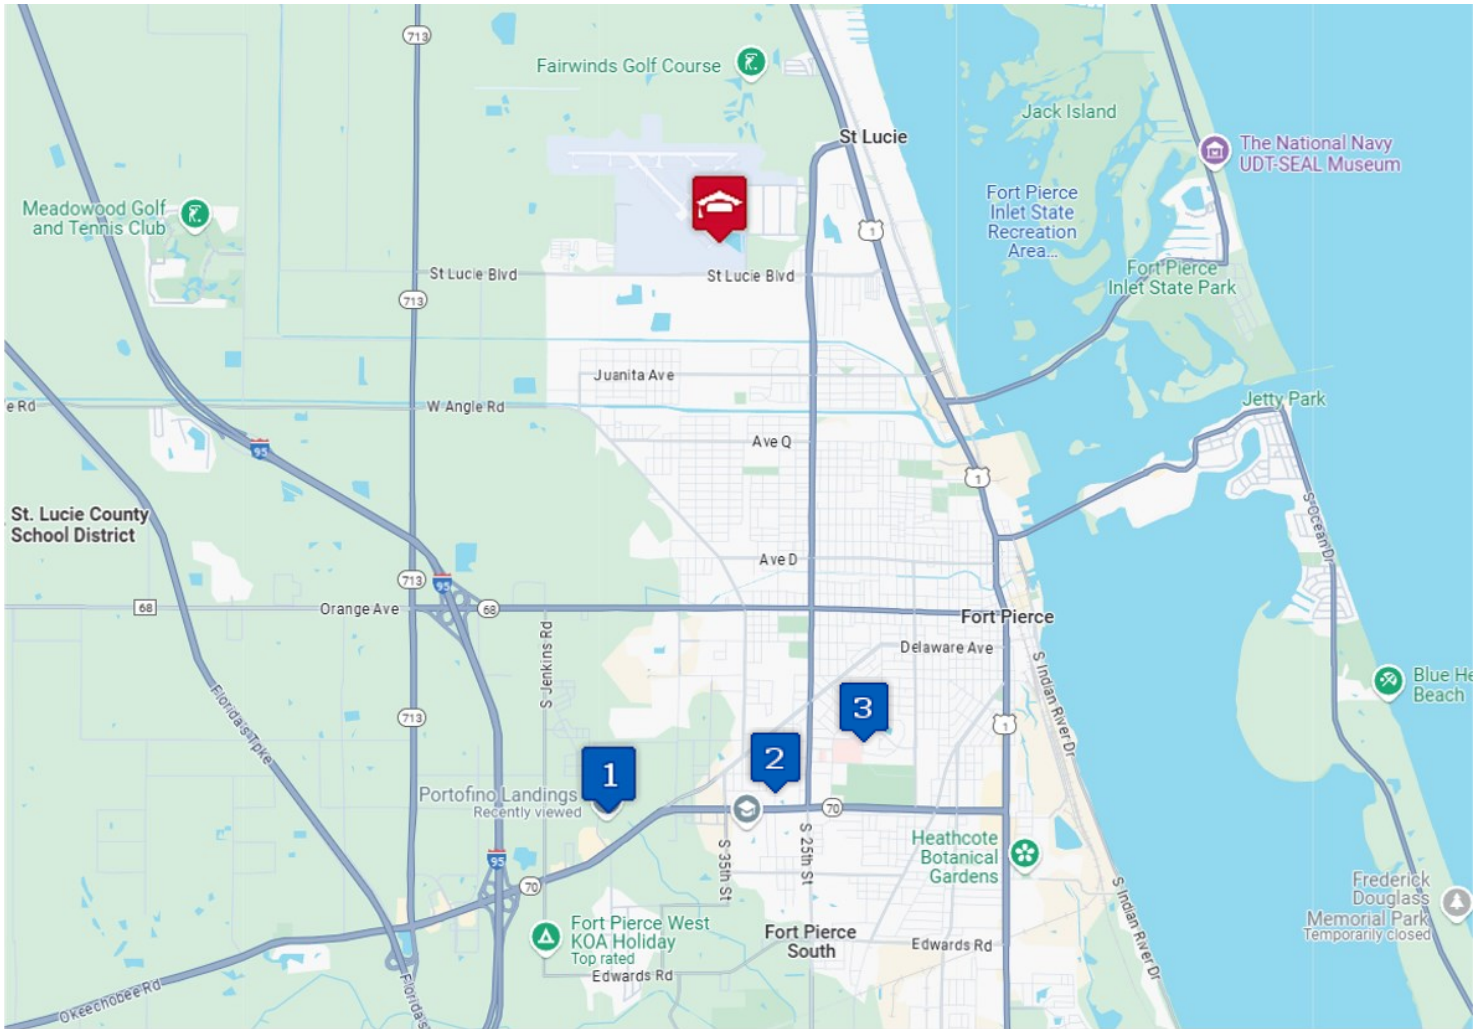 713
Fairwinds Golf Course
Jack Island
St Lucie
The National Navy
UDT-SEAL Museum
Fort Pierce
Inlet State
Recreation
Area...
Meadowood Golf
and Tennis Club
1
Fort Pierce
Inlet State Park
St Lucie Blvd
St Lucie Blvd
713
Juanita Ave
Jetty Park
e Rd
W Angle Rd
Ave Q
95
1
St. Lucie County
School District
S Ocean Dr
Ave D
713
95
68
Orange Ave
68
Fort Pierce
Delaware Ave
S Jenkins Rd
S Indian River Dr
Blue He
Beach
Florida's Tpke
713
3
1
2
1
Portofino Landings
Recently viewed
70
S 35th St
S 25th St
Heathcote
Botanical
Gardens
95
70
S Indian River Dr
Frederick
Douglass
Memorial Park
Temporarily closed
Fort Pierce West
KOA Holiday
Top rated
Fort Pierce
South
Edwards Rd
Edwards Rd
Okeechobee Rd
Florida's